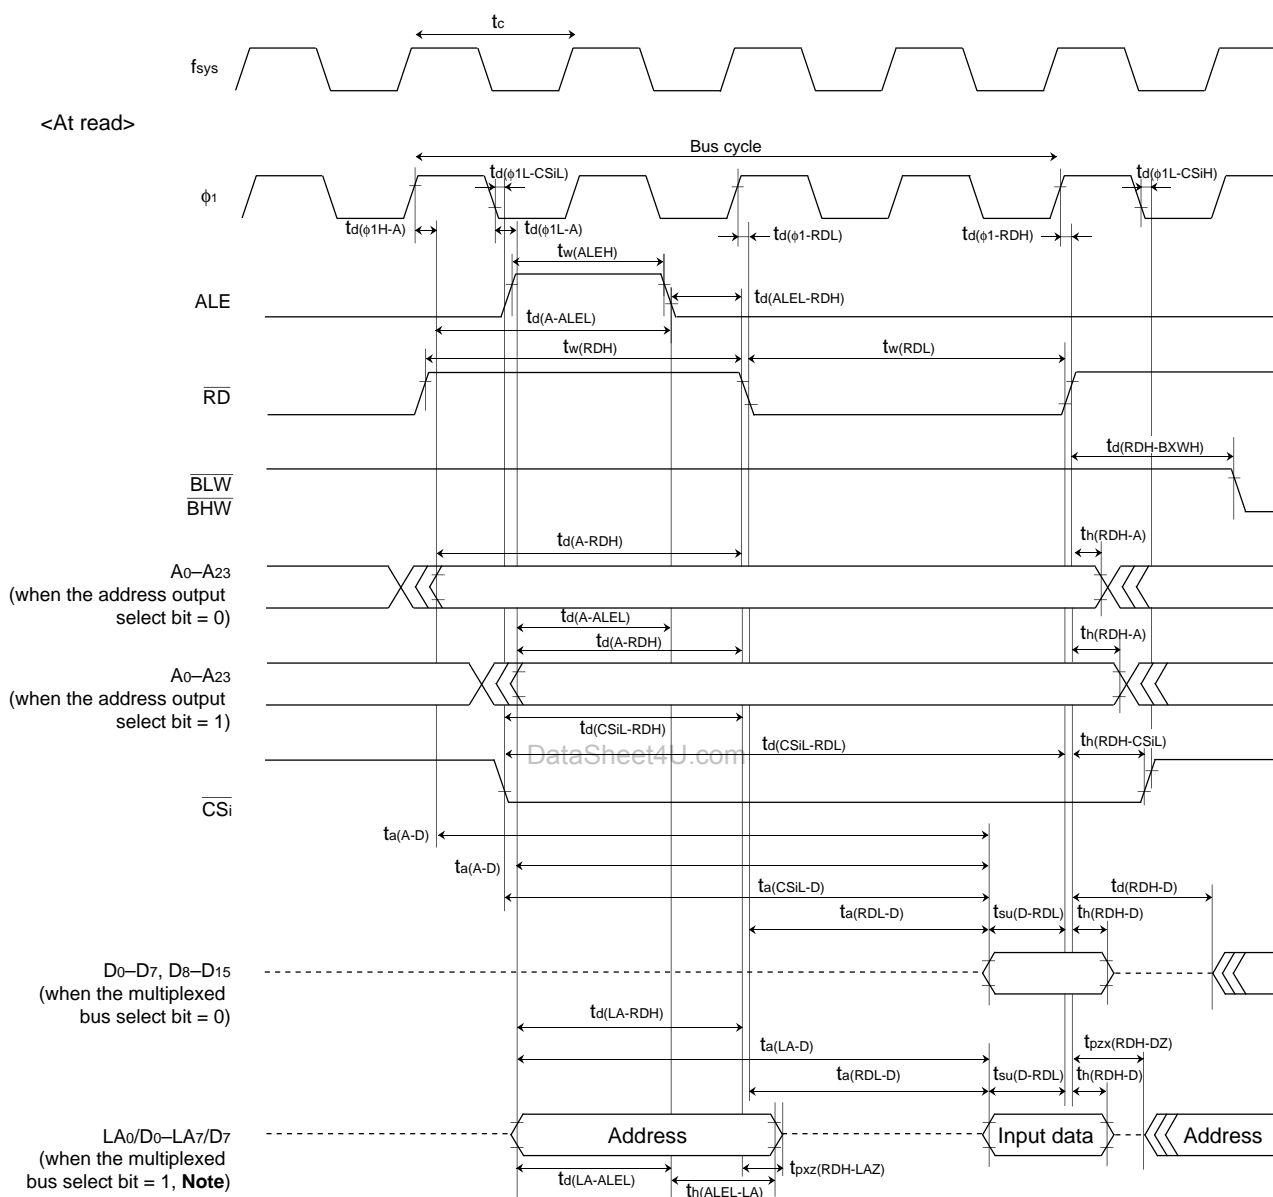 tc
fsys
<At read>
Bus cycle
td(ϕ1L-CSiL)
td(ϕ1L-CSiH)
ϕ1
td(ϕ1H-A)
td(ϕ1L-A)
td(ϕ1-RDL)
td(ϕ1-RDH)
tw(ALEH)
ALE
td(ALEL-RDH)
td(A-ALEL)
tw(RDH)
tw(RDL)
RD
td(RDH-BXWH)
BLW
BHW
td(A-RDH)
th(RDH-A)
A0–A23
(when the address output
select bit = 0)
td(A-ALEL)
td(A-RDH)
th(RDH-A)
A0–A23
(when the address output
select bit = 1)
td(CSiL-RDH)
td(CSiL-RDL)
th(RDH-CSiL)
DataSheet4U.com
CSi
ta(A-D)
ta(A-D)
ta(CSiL-D)
td(RDH-D)
ta(RDL-D)
tsu(D-RDL)
th(RDH-D)
D0–D7, D8–D15
(when the multiplexed
bus select bit = 0)
td(LA-RDH)
ta(LA-D)
tpzx(RDH-DZ)
ta(RDL-D)
tsu(D-RDL)
th(RDH-D)
LA0/D0–LA7/D7
(when the multiplexed
bus select bit = 1, Note)
Address
Input data
Address
td(LA-ALEL)
th(ALEL-LA)
tpxz(RDH-LAZ)